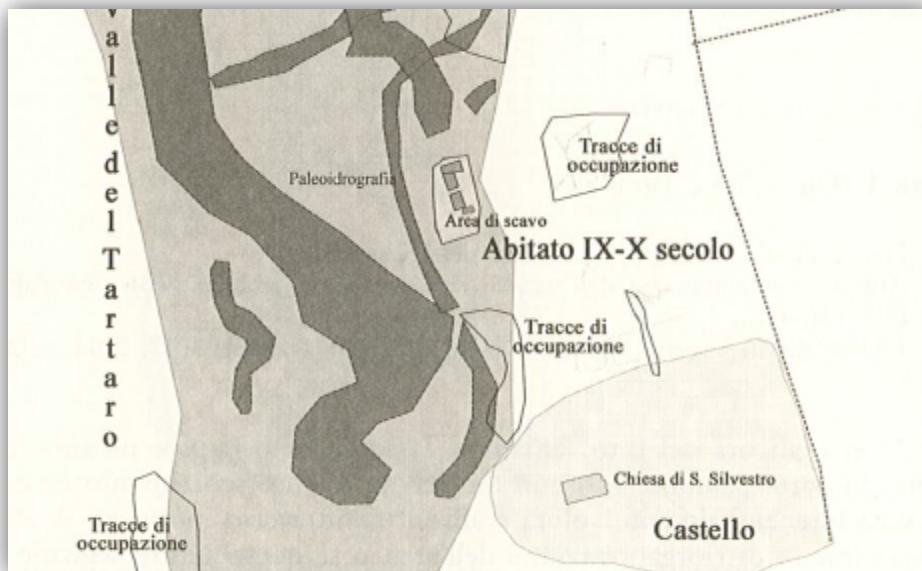 Valle del Tartaro
Tracce di
occupazione
Paleoidrografia
Area di scavo
Abitato IX-X secolo
Tracce di
occupazione
Chiesa di S. Silvestro
Castello
Tracce di
occupazione